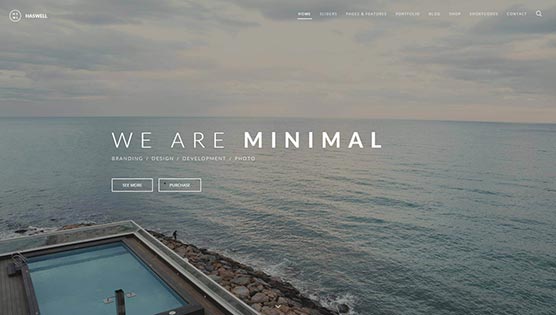 HASWELL
HOME SLIDERS PAGES & FEATURES PORTFOLIO BLOG SHOP SHORTCODES CONTACT
WE ARE MINIMAL
BRANDING / DESIGN / DEVELOPMENT / PHOTO
SEE MORE PURCHASE